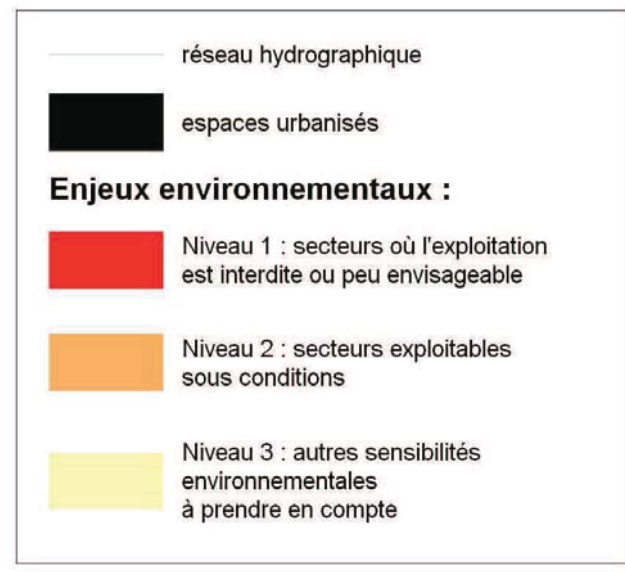 réseau hydrographique
espaces urbanisés
Enjeux environnementaux :
Niveau 1 : secteurs où l'exploitation
est interdite ou peu envisageable
Niveau 2 : secteurs exploitables
sous conditions
Niveau 3 : autres sensibilités
environnementales
à prendre en compte